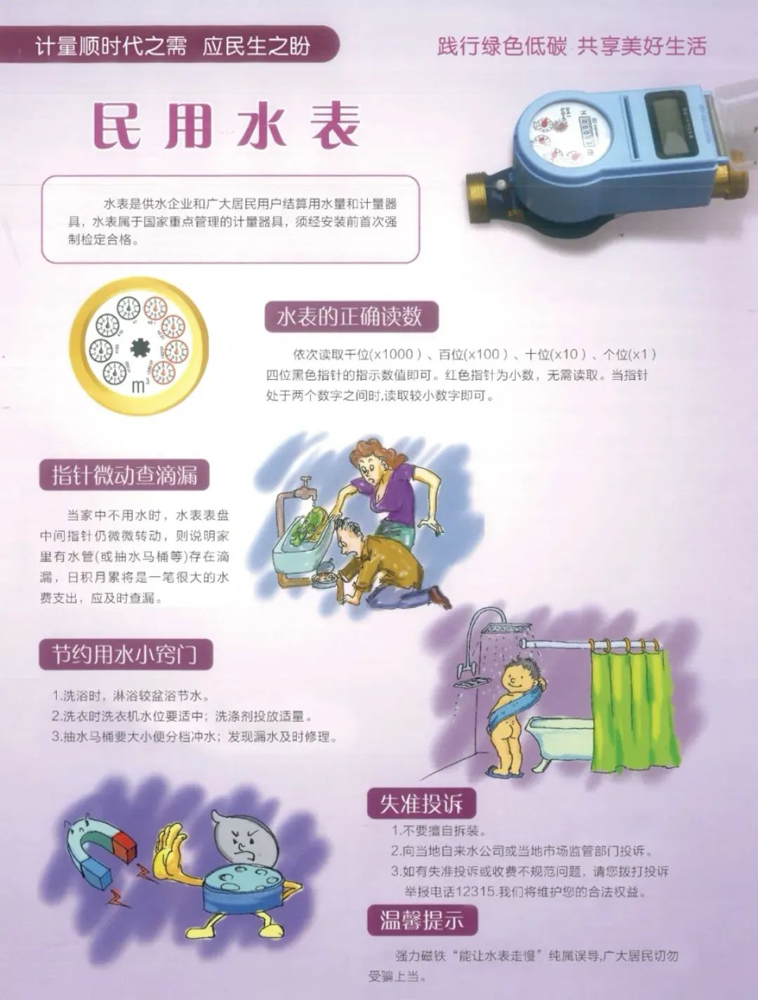 计量顺时代之需 应民生之盼
践行绿色低碳 共享美好生活
民用水表
水表是供水企业和广大居民用户结算用水量和计量器
具，水表属于国家重点管理的计量器具，须经安装前首次强
制检定合格。
m³
水表的正确读数
依次读取千位(x1000)、百位(x100)、十位(x10)、个位(x1)
四位黑色指针的指示数值即可。红色指针为小数，无需读取。当指针
处于两个数字之间时,读取较小数字即可。
指针微动查滴漏
当家中不用水时，水表表盘
中间指针仍微微转动，则说明家
里有水管(或抽水马桶等)存在滴
漏，日积月累将是一笔很大的水
费支出，应及时查漏。
节约用水小窍门
1.洗浴时，淋浴较盆浴节水。
2.洗衣时洗衣机水位要适中；洗涤剂投放适量。
3.抽水马桶要大小便分档冲水；发现漏水及时修理。
失准投诉
1.不要擅自拆装。
2.向当地自来水公司或当地市场监管部门投诉。
3.如有失准投诉或收费不规范问题，请您拨打投诉
举报电话12315.我们将维护您的合法权益。
温馨提示
强力磁铁“能让水表走慢”纯属误导,广大居民切勿
受骗上当。